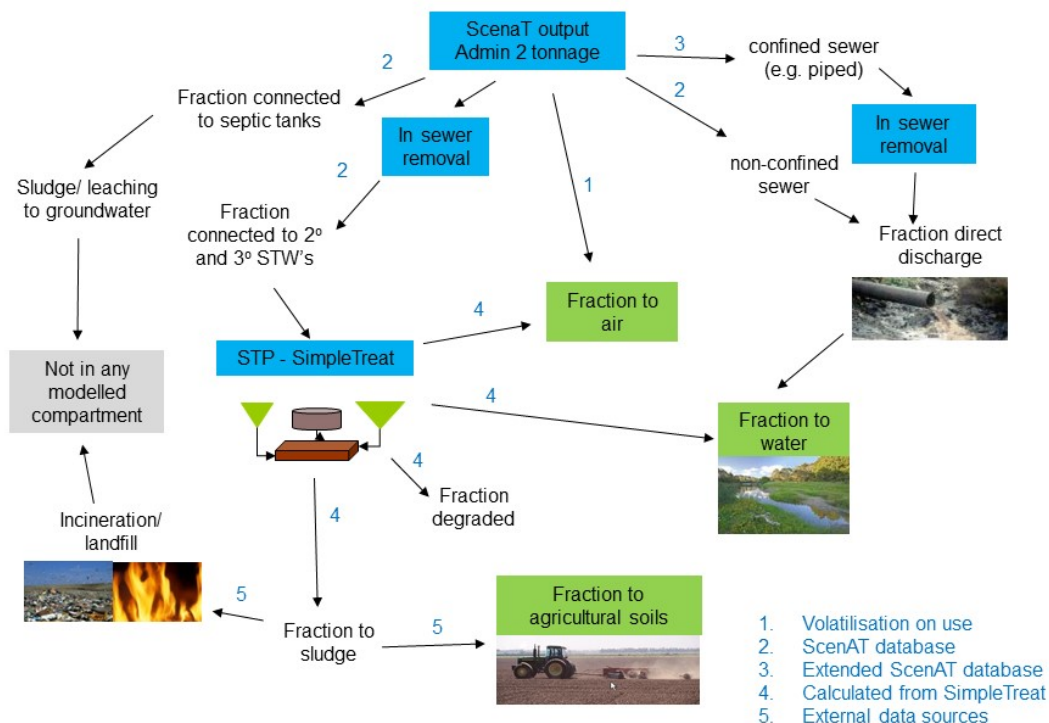 ScenaT output
Admin 2 tonnage
2
3
confined sewer
(e.g. piped)
2
Fraction connected
to septic tanks
In sewer
removal
In sewer
removal
2
1
non-confined
sewer
Sludge/ leaching
to groundwater
Fraction
connected to 2º
and 3º STW's
Fraction direct
discharge
4
Fraction to
air
STP - SimpleTreat
Not in any
modelled
compartment
4
Fraction to
water
4
Fraction
degraded
4
Incineration/
landfill
5
Fraction to
sludge
5
Fraction to
agricultural soils
1. Volatilisation on use
2. ScenAT database
3. Extended ScenAT database
4. Calculated from SimpleTreat
5. External data sources